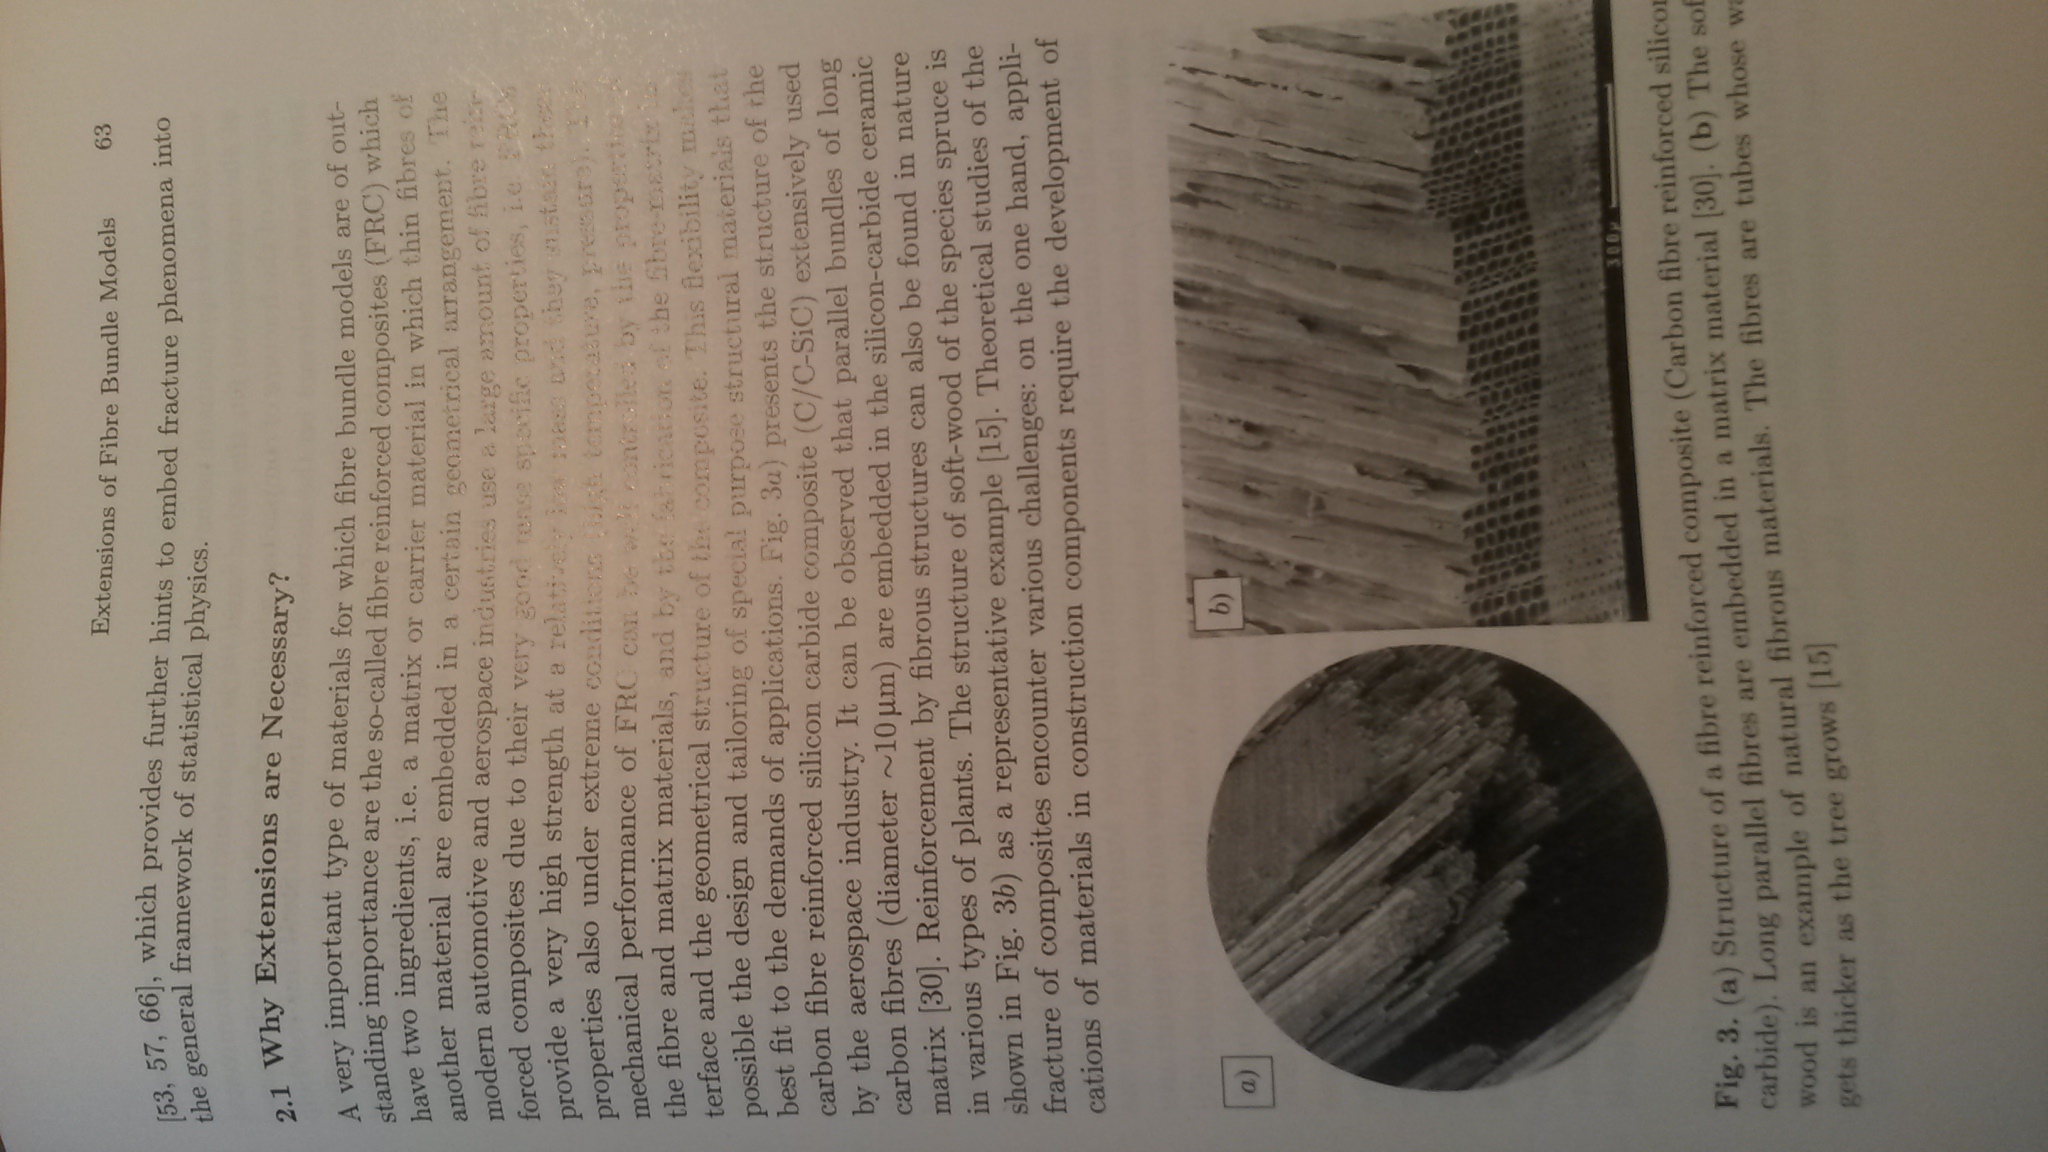 Extensions of Fibre Bundle Models 63
[53, 57, 66], which provides further hints to embed fracture phenomena into
the general framework of statistical physics.
2.1 Why Extensions are Necessary?
A very important type of materials for which fibre bundle models are of out-
standing importance are the so-called fibre reinforced composites (FRC) which
have two ingredients, i.e. a matrix or carrier material in which thin fibres of
another material are embedded in a certain geometrical arrangement. The
modern automotive and aerospace industries use a large amount of fibre rein-
forced composites due to their very good mass specific properties, i.e. FRCs
provide a very high strength at a relatively low mass and they sustain these
properties also under extreme conditions (high temperature, pressure). The
mechanical performance of FRC can be well controlled by the properties of
the fibre and matrix materials, and by the fabrication of the fibre-matrix in-
terface and the geometrical structure of the composite. This flexibility makes
possible the design and tailoring of special purpose structural materials that
best fit to the demands of applications. Fig. 3a) presents the structure of the
carbon fibre reinforced silicon carbide composite (C/C-SiC) extensively used
by the aerospace industry. It can be observed that parallel bundles of long
carbon fibres (diameter ~10 µm) are embedded in the silicon-carbide ceramic
matrix [30]. Reinforcement by fibrous structures can also be found in nature
in various types of plants. The structure of soft-wood of the species spruce is
shown in Fig. 3b) as a representative example [15]. Theoretical studies of the
fracture of composites encounter various challenges: on the one hand, appli-
cations of materials in construction components require the development of
a)
b)
300µ
Fig. 3. (a) Structure of a fibre reinforced composite (Carbon fibre reinforced silicon
carbide). Long parallel fibres are embedded in a matrix material [30]. (b) The sof
wood is an example of natural fibrous materials. The fibres are tubes whose wa
gets thicker as the tree grows [15]